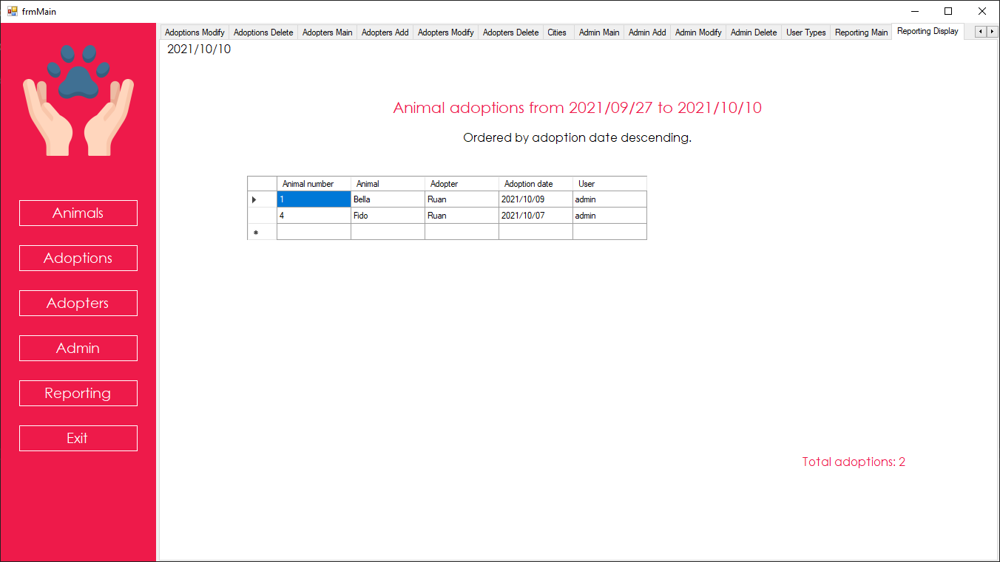 frmMain
Adoptions Modify Adoptions Delete Adopters Main Adopters Add Adopters Modify Adopters Delete Cities Admin Main Admin Add Admin Modify Admin Delete User Types Reporting Main Reporting Display
2021/10/10
Animal adoptions from 2021/09/27 to 2021/10/10
Ordered by adoption date descending.
Animal number Animal Adopter Adoption date User
1 Bella Ruan 2021/10/09 admin
4 Fido Ruan 2021/10/07 admin
Animals
Adoptions
Adopters
Admin
Reporting
Exit
Total adoptions: 2